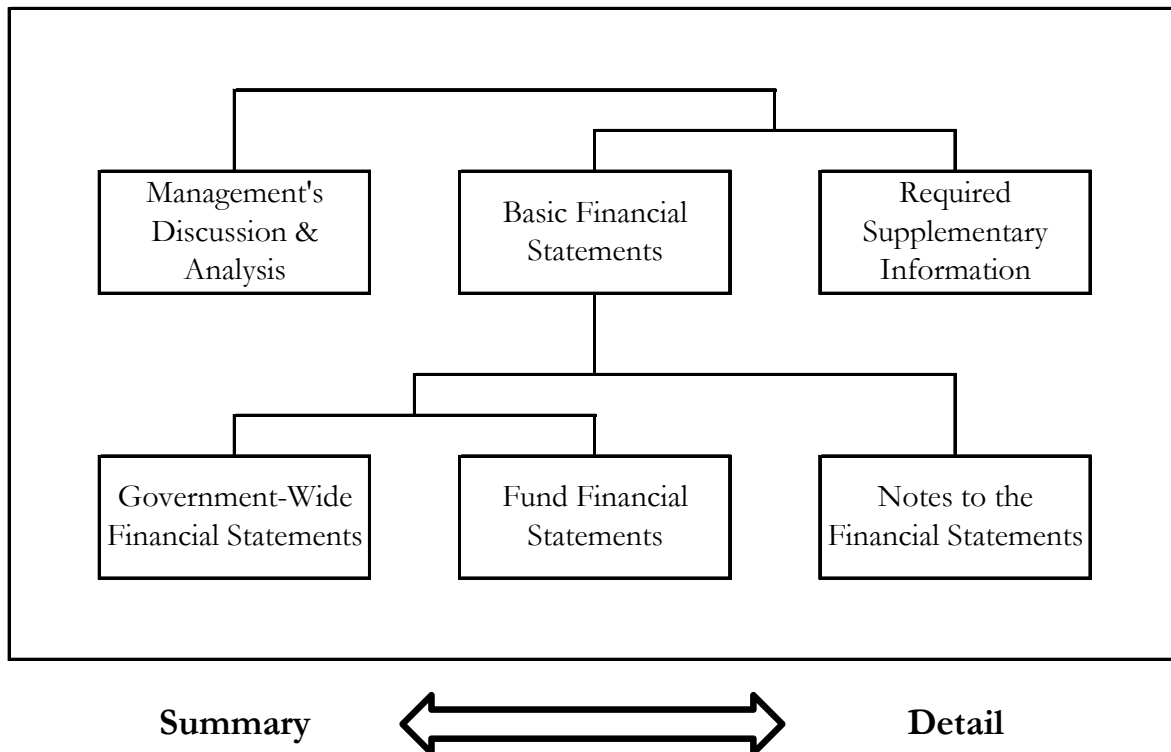 Management's
Discussion &
Analysis
Basic Financial
Statements
Required
Supplementary
Information
Government-Wide
Financial Statements
Fund Financial
Statements
Notes to the
Financial Statements
Summary
Detail